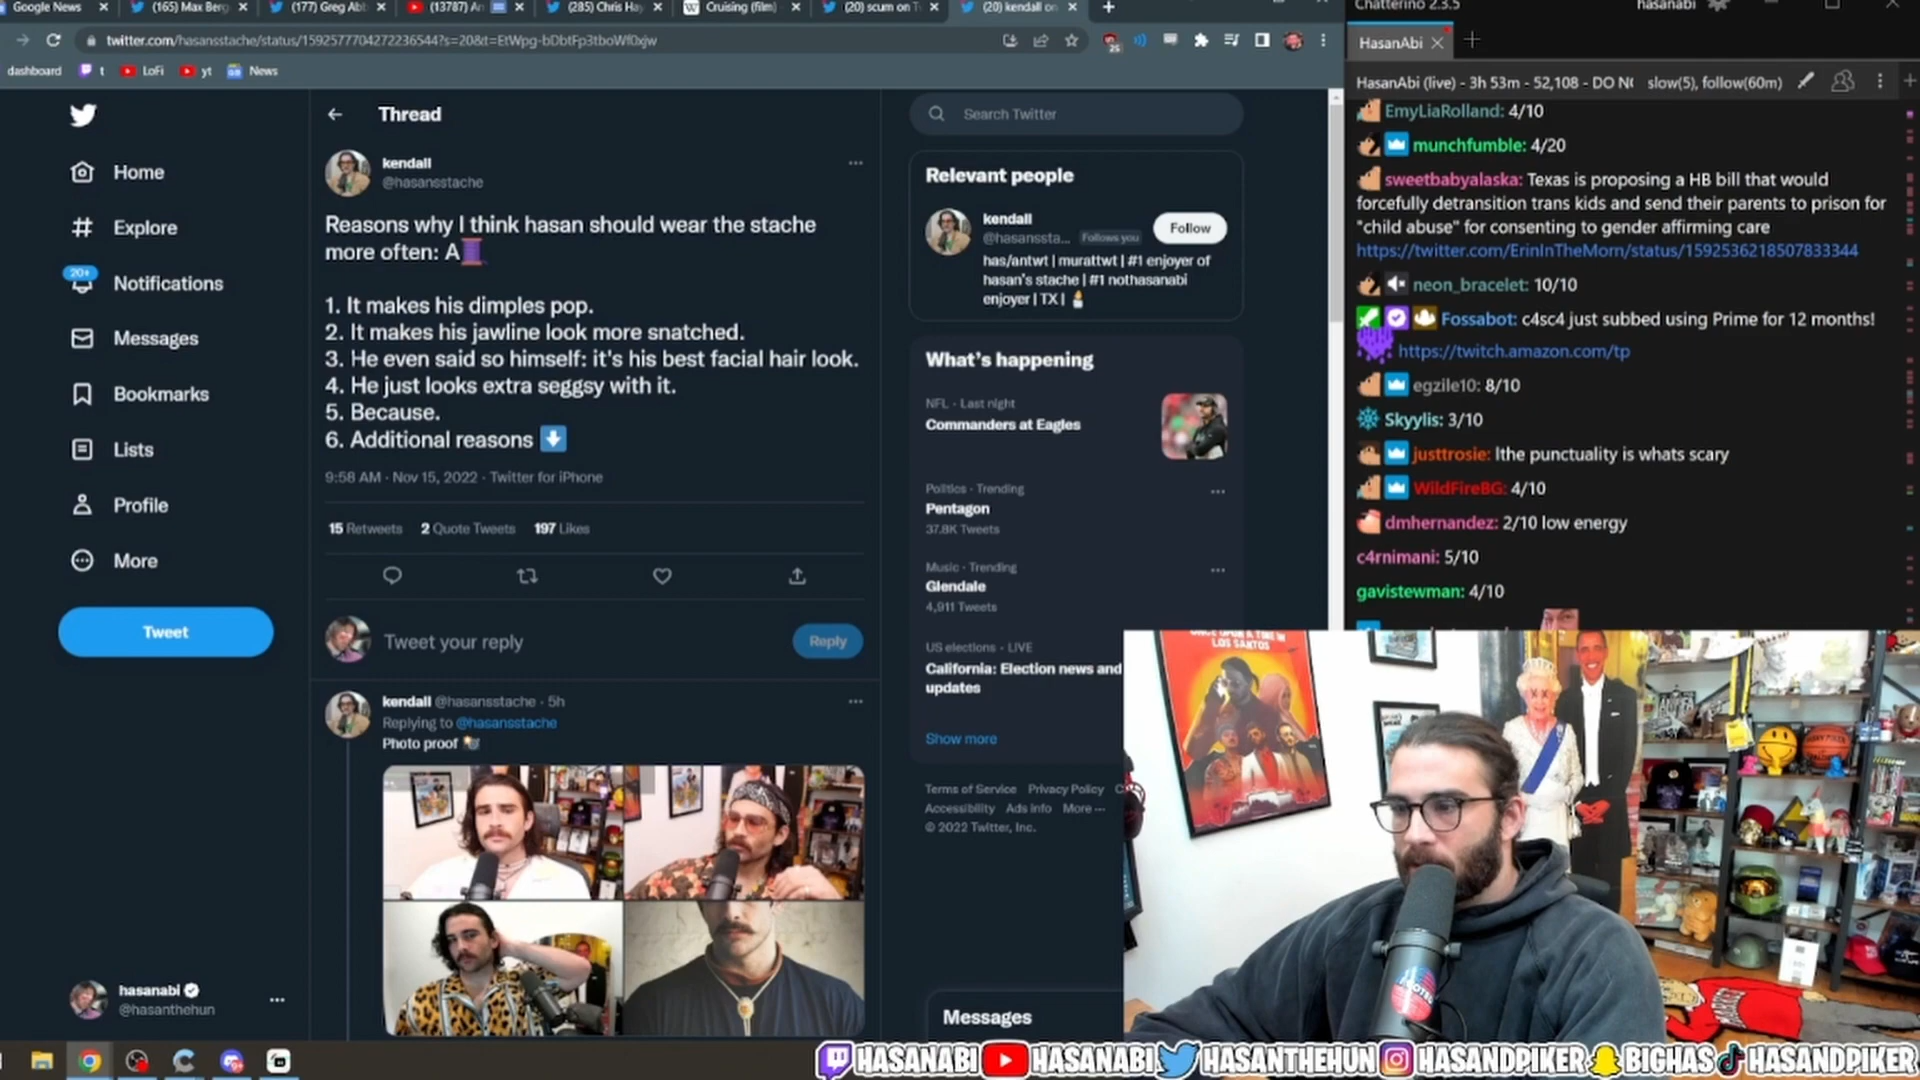 Google News
(165) Max Berg
(177) Greg Ab
(13787) A
(285) Chris Ha
Cruising (film)
(20) scum on T
(20) kendall on
twitter.com/hasansstache/status/1592577704272236544?s=20&t=EtWpg-bDbtFp3tboWf0xjw
25
dashboard
t
LoFi
yt
News
Home
Explore
20+
Notifications
Messages
Bookmarks
Lists
Profile
More
Tweet
hasanabi
@hasanthehun
Thread
kendall
@hasansstache
Reasons why I think hasan should wear the stache
more often: A
1. It makes his dimples pop.
2. It makes his jawline look more snatched.
3. He even said so himself: it's his best facial hair look.
4. He just looks extra seggsy with it.
5. Because.
6. Additional reasons
9:58 AM · Nov 15, 2022 · Twitter for iPhone
15 Retweets 2 Quote Tweets 197 Likes
Tweet your reply
Reply
kendall @hasansstache · 5h
Replying to @hasansstache
Photo proof
Search Twitter
Relevant people
kendall
@hasanssta... Follows you
Follow
has/antwt | murattwt | #1 enjoyer of
hasan's stache | #1 nothasanabi
enjoyer | TX |
What's happening
NFL · Last night
Commanders at Eagles
Politics · Trending
Pentagon
37.8K Tweets
Music · Trending
Glendale
4,911 Tweets
US elections · LIVE
California: Election news and
updates
Show more
Terms of Service Privacy Policy C
Accessibility Ads info More ···
© 2022 Twitter, Inc.
Messages
Chatterino 2.3.5
hasanabi
HasanAbi
HasanAbi (live) - 3h 53m - 52,108 - DO N
slow(5), follow(60m)
EmyLiaRolland: 4/10
munchfumble: 4/20
sweetbabyalaska: Texas is proposing a HB bill that would
forcefully detransition trans kids and send their parents to prison for
"child abuse" for consenting to gender affirming care
https://twitter.com/ErinInTheMorn/status/1592536218507833344
neon_bracelet: 10/10
Fossabot: c4sc4 just subbed using Prime for 12 months!
https://twitch.amazon.com/tp
egzile10: 8/10
Skyylis: 3/10
justtrosie: lthe punctuality is whats scary
WildFireBG: 4/10
dmhernandez: 2/10 low energy
c4rnimani: 5/10
gavistewman: 4/10
ONCE UPON A TIME IN
LOS SANTOS
HASANABI
HASANABI
HASANTHEHUN
HASANDPIKER
BIGHAS
HASANDPIKER